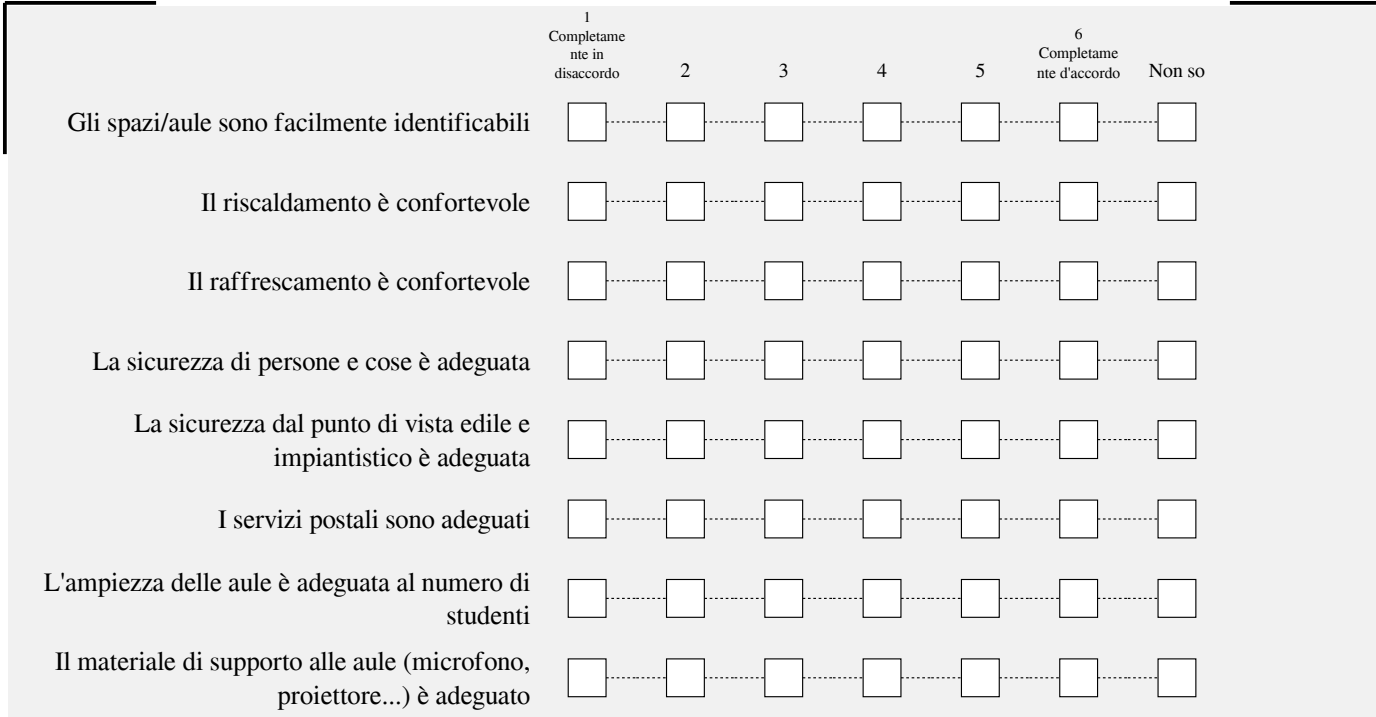 1
Completame
nte in
disaccordo
2
3
4
5
6
Completame
nte d'accordo
Non so
Gli spazi/aule sono facilmente identificabili
Il riscaldamento è confortevole
Il raffrescamento è confortevole
La sicurezza di persone e cose è adeguata
La sicurezza dal punto di vista edile e
impiantistico è adeguata
I servizi postali sono adeguati
L'ampiezza delle aule è adeguata al numero di
studenti
Il materiale di supporto alle aule (microfono,
proiettore...) è adeguato